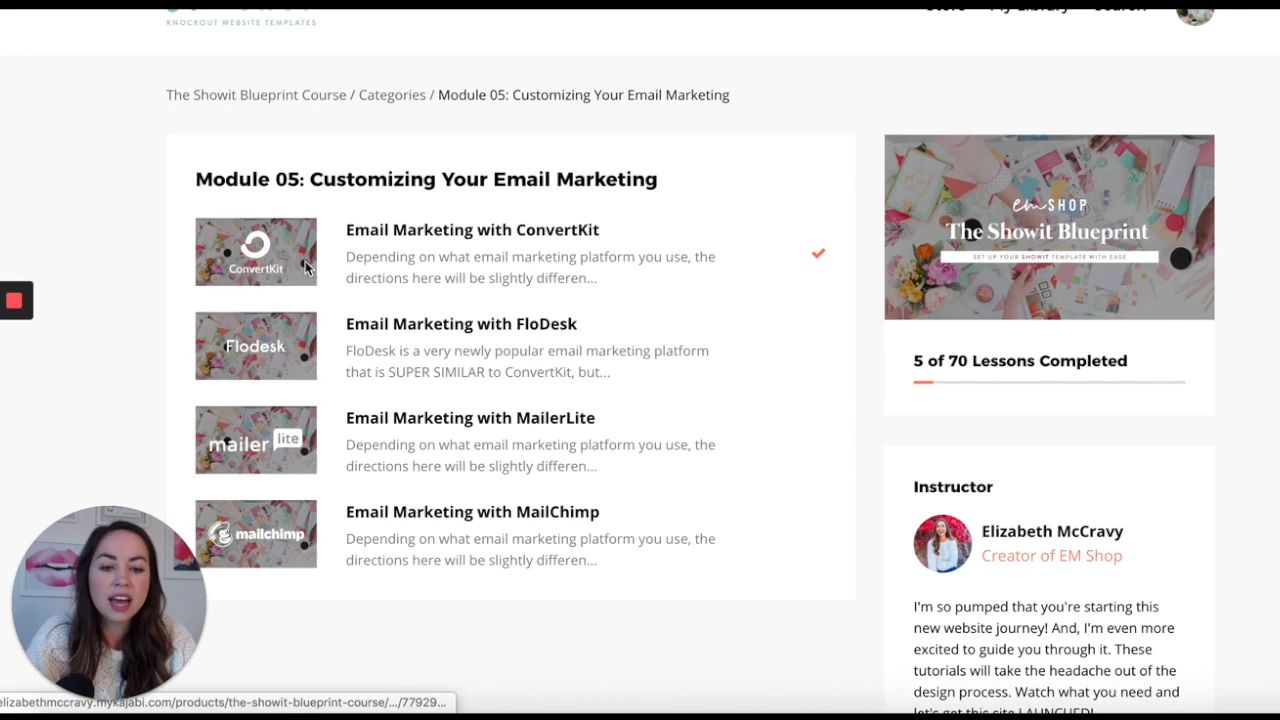 KNOCKOUT WEBSITE TEMPLATES
Store My Library Search
The Showit Blueprint Course / Categories / Module 05: Customizing Your Email Marketing
Module 05: Customizing Your Email Marketing
ConvertKit
Email Marketing with ConvertKit
Depending on what email marketing platform you use, the
directions here will be slightly differen...
Flodesk
Email Marketing with FloDesk
FloDesk is a very newly popular email marketing platform
that is SUPER SIMILAR to ConvertKit, but...
mailer lite
Email Marketing with MailerLite
Depending on what email marketing platform you use, the
directions here will be slightly differen...
mailchimp
Email Marketing with MailChimp
Depending on what email marketing platform you use, the
directions here will be slightly differen...
em SHOP
The Showit Blueprint
SET UP YOUR SHOWIT TEMPLATE WITH EASE
5 of 70 Lessons Completed
Instructor
Elizabeth McCravy
Creator of EM Shop
I'm so pumped that you're starting this
new website journey! And, I'm even more
excited to guide you through it. These
tutorials will take the headache out of the
design process. Watch what you need and
let's get this site LAUNCHED!
elizabethmccravy.mykajabi.com/products/the-showit-blueprint-course/.../77929...